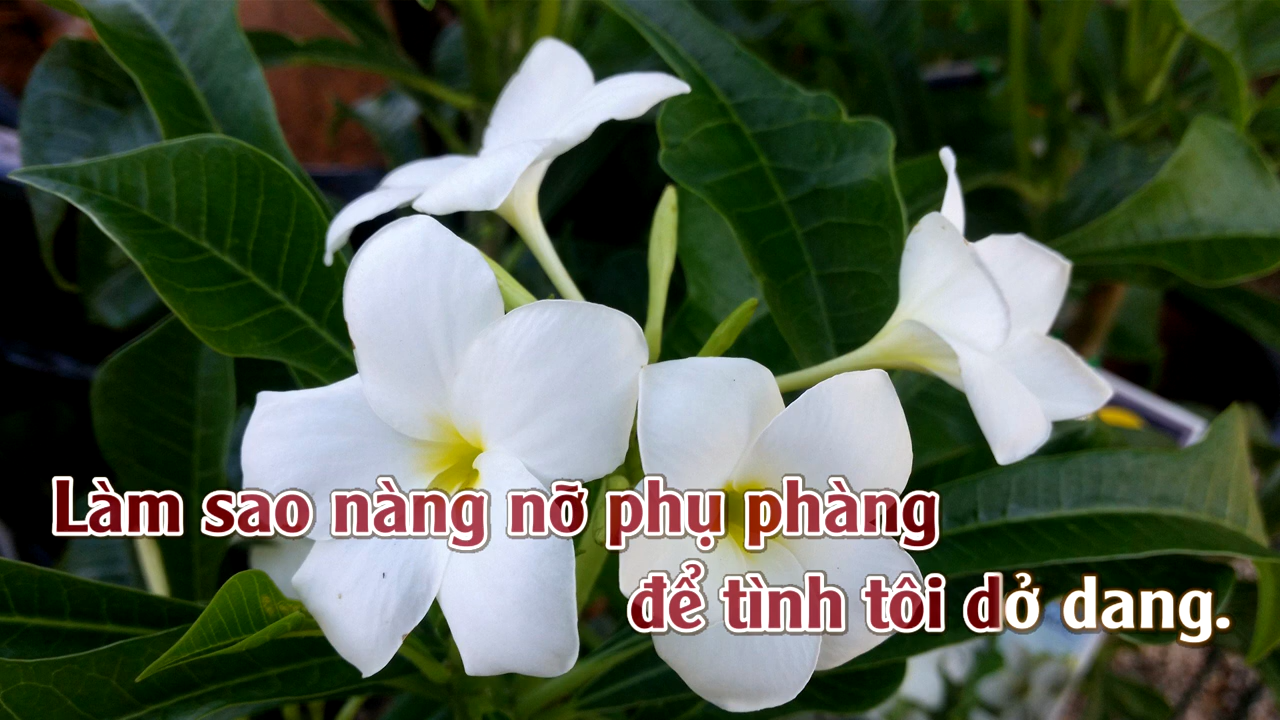 Làm sao nàng nỡ phụ phàng
để tình tôi dở dang.